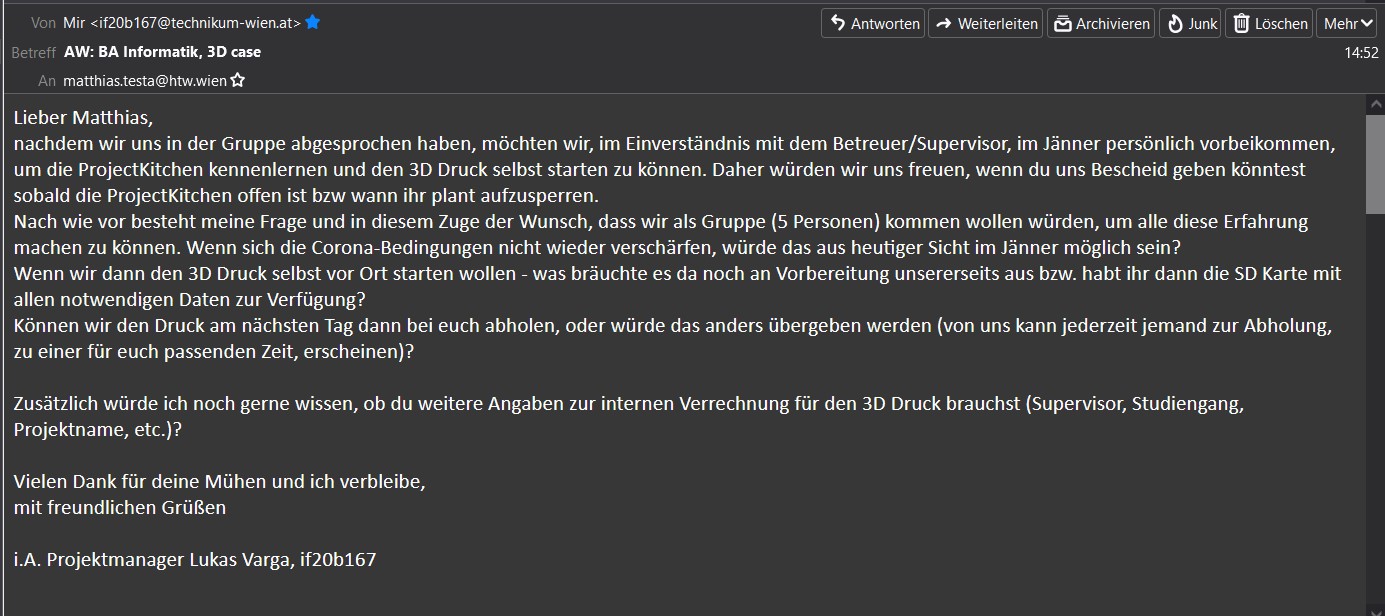 Von Mir <if20b167@technikum-wien.at>
Antworten Weiterleiten Archivieren Junk Löschen Mehr
Betreff AW: BA Informatik, 3D case
14:52
An matthias.testa@htw.wien
Lieber Matthias,
nachdem wir uns in der Gruppe abgesprochen haben, möchten wir, im Einverständnis mit dem Betreuer/Supervisor, im Jänner persönlich vorbeikommen,
um die ProjectKitchen kennenlernen und den 3D Druck selbst starten zu können. Daher würden wir uns freuen, wenn du uns Bescheid geben könntest
sobald die ProjectKitchen offen ist bzw wann ihr plant aufzusperren.
Nach wie vor besteht meine Frage und in diesem Zuge der Wunsch, dass wir als Gruppe (5 Personen) kommen wollen würden, um alle diese Erfahrung
machen zu können. Wenn sich die Corona-Bedingungen nicht wieder verschärfen, würde das aus heutiger Sicht im Jänner möglich sein?
Wenn wir dann den 3D Druck selbst vor Ort starten wollen - was bräuchte es da noch an Vorbereitung unsererseits aus bzw. habt ihr dann die SD Karte mit
allen notwendigen Daten zur Verfügung?
Können wir den Druck am nächsten Tag dann bei euch abholen, oder würde das anders übergeben werden (von uns kann jederzeit jemand zur Abholung,
zu einer für euch passenden Zeit, erscheinen)?
Zusätzlich würde ich noch gerne wissen, ob du weitere Angaben zur internen Verrechnung für den 3D Druck brauchst (Supervisor, Studiengang,
Projektname, etc.)?
Vielen Dank für deine Mühen und ich verbleibe,
mit freundlichen Grüßen
i.A. Projektmanager Lukas Varga, if20b167